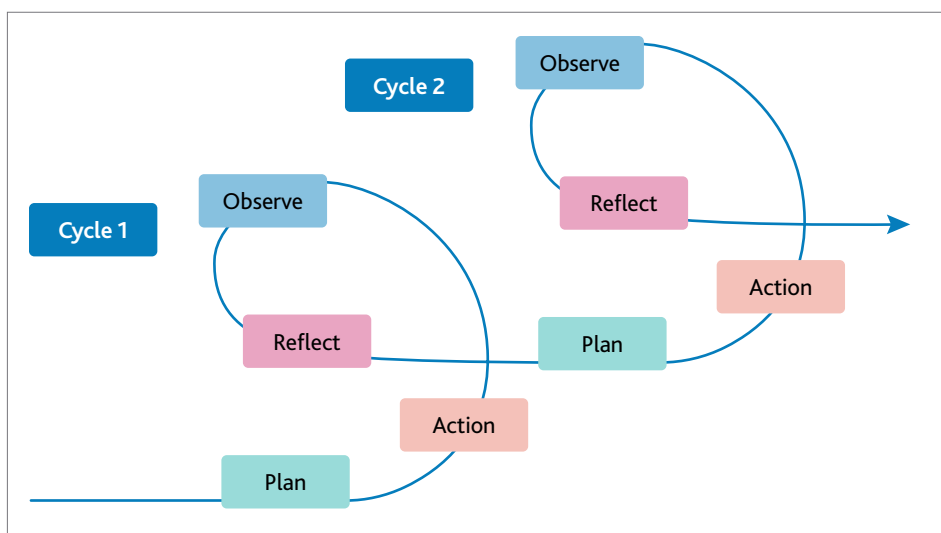 Observe
Cycle 2
Reflect
Observe
Cycle 1
Action
Reflect
Plan
Action
Plan